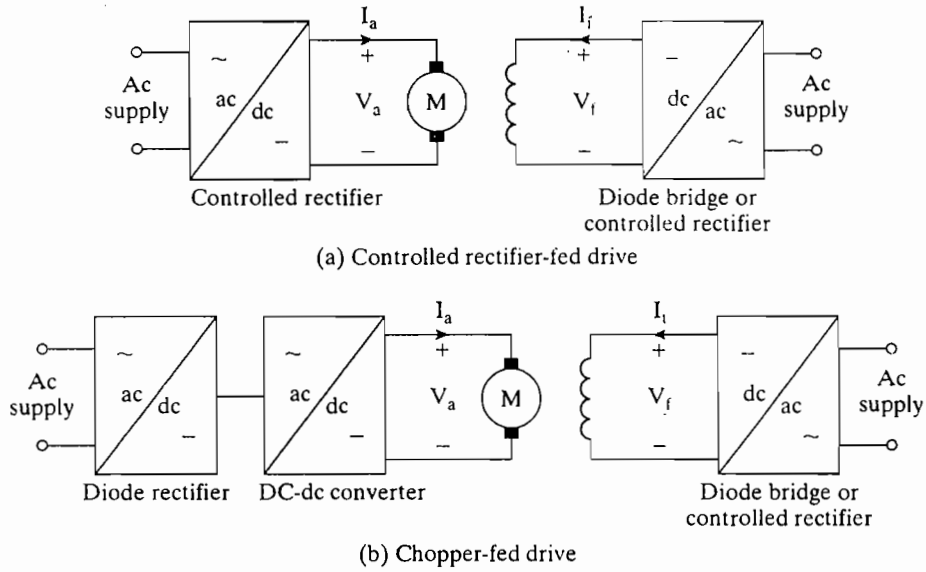 I_a
I_f
+
+
~
−
Ac
supply
ac
dc
V_a
M
V_f
dc
ac
Ac
supply
−
−
−
~
Controlled rectifier
Diode bridge or
controlled rectifier
(a) Controlled rectifier-fed drive
I_a
I_t
~
~
+
+
−
Ac
supply
ac
dc
ac
dc
V_a
M
V_f
dc
ac
Ac
supply
−
−
−
−
~
Diode rectifier
DC-dc converter
Diode bridge or
controlled rectifier
(b) Chopper-fed drive